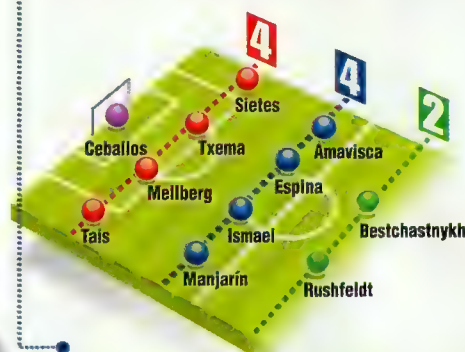 4
4
2
Sietes
Ceballos
Txema
Amavisca
Mellberg
Espina
Tais
Ismael
Bestchastnykh
Manjarín
Rushfeldt